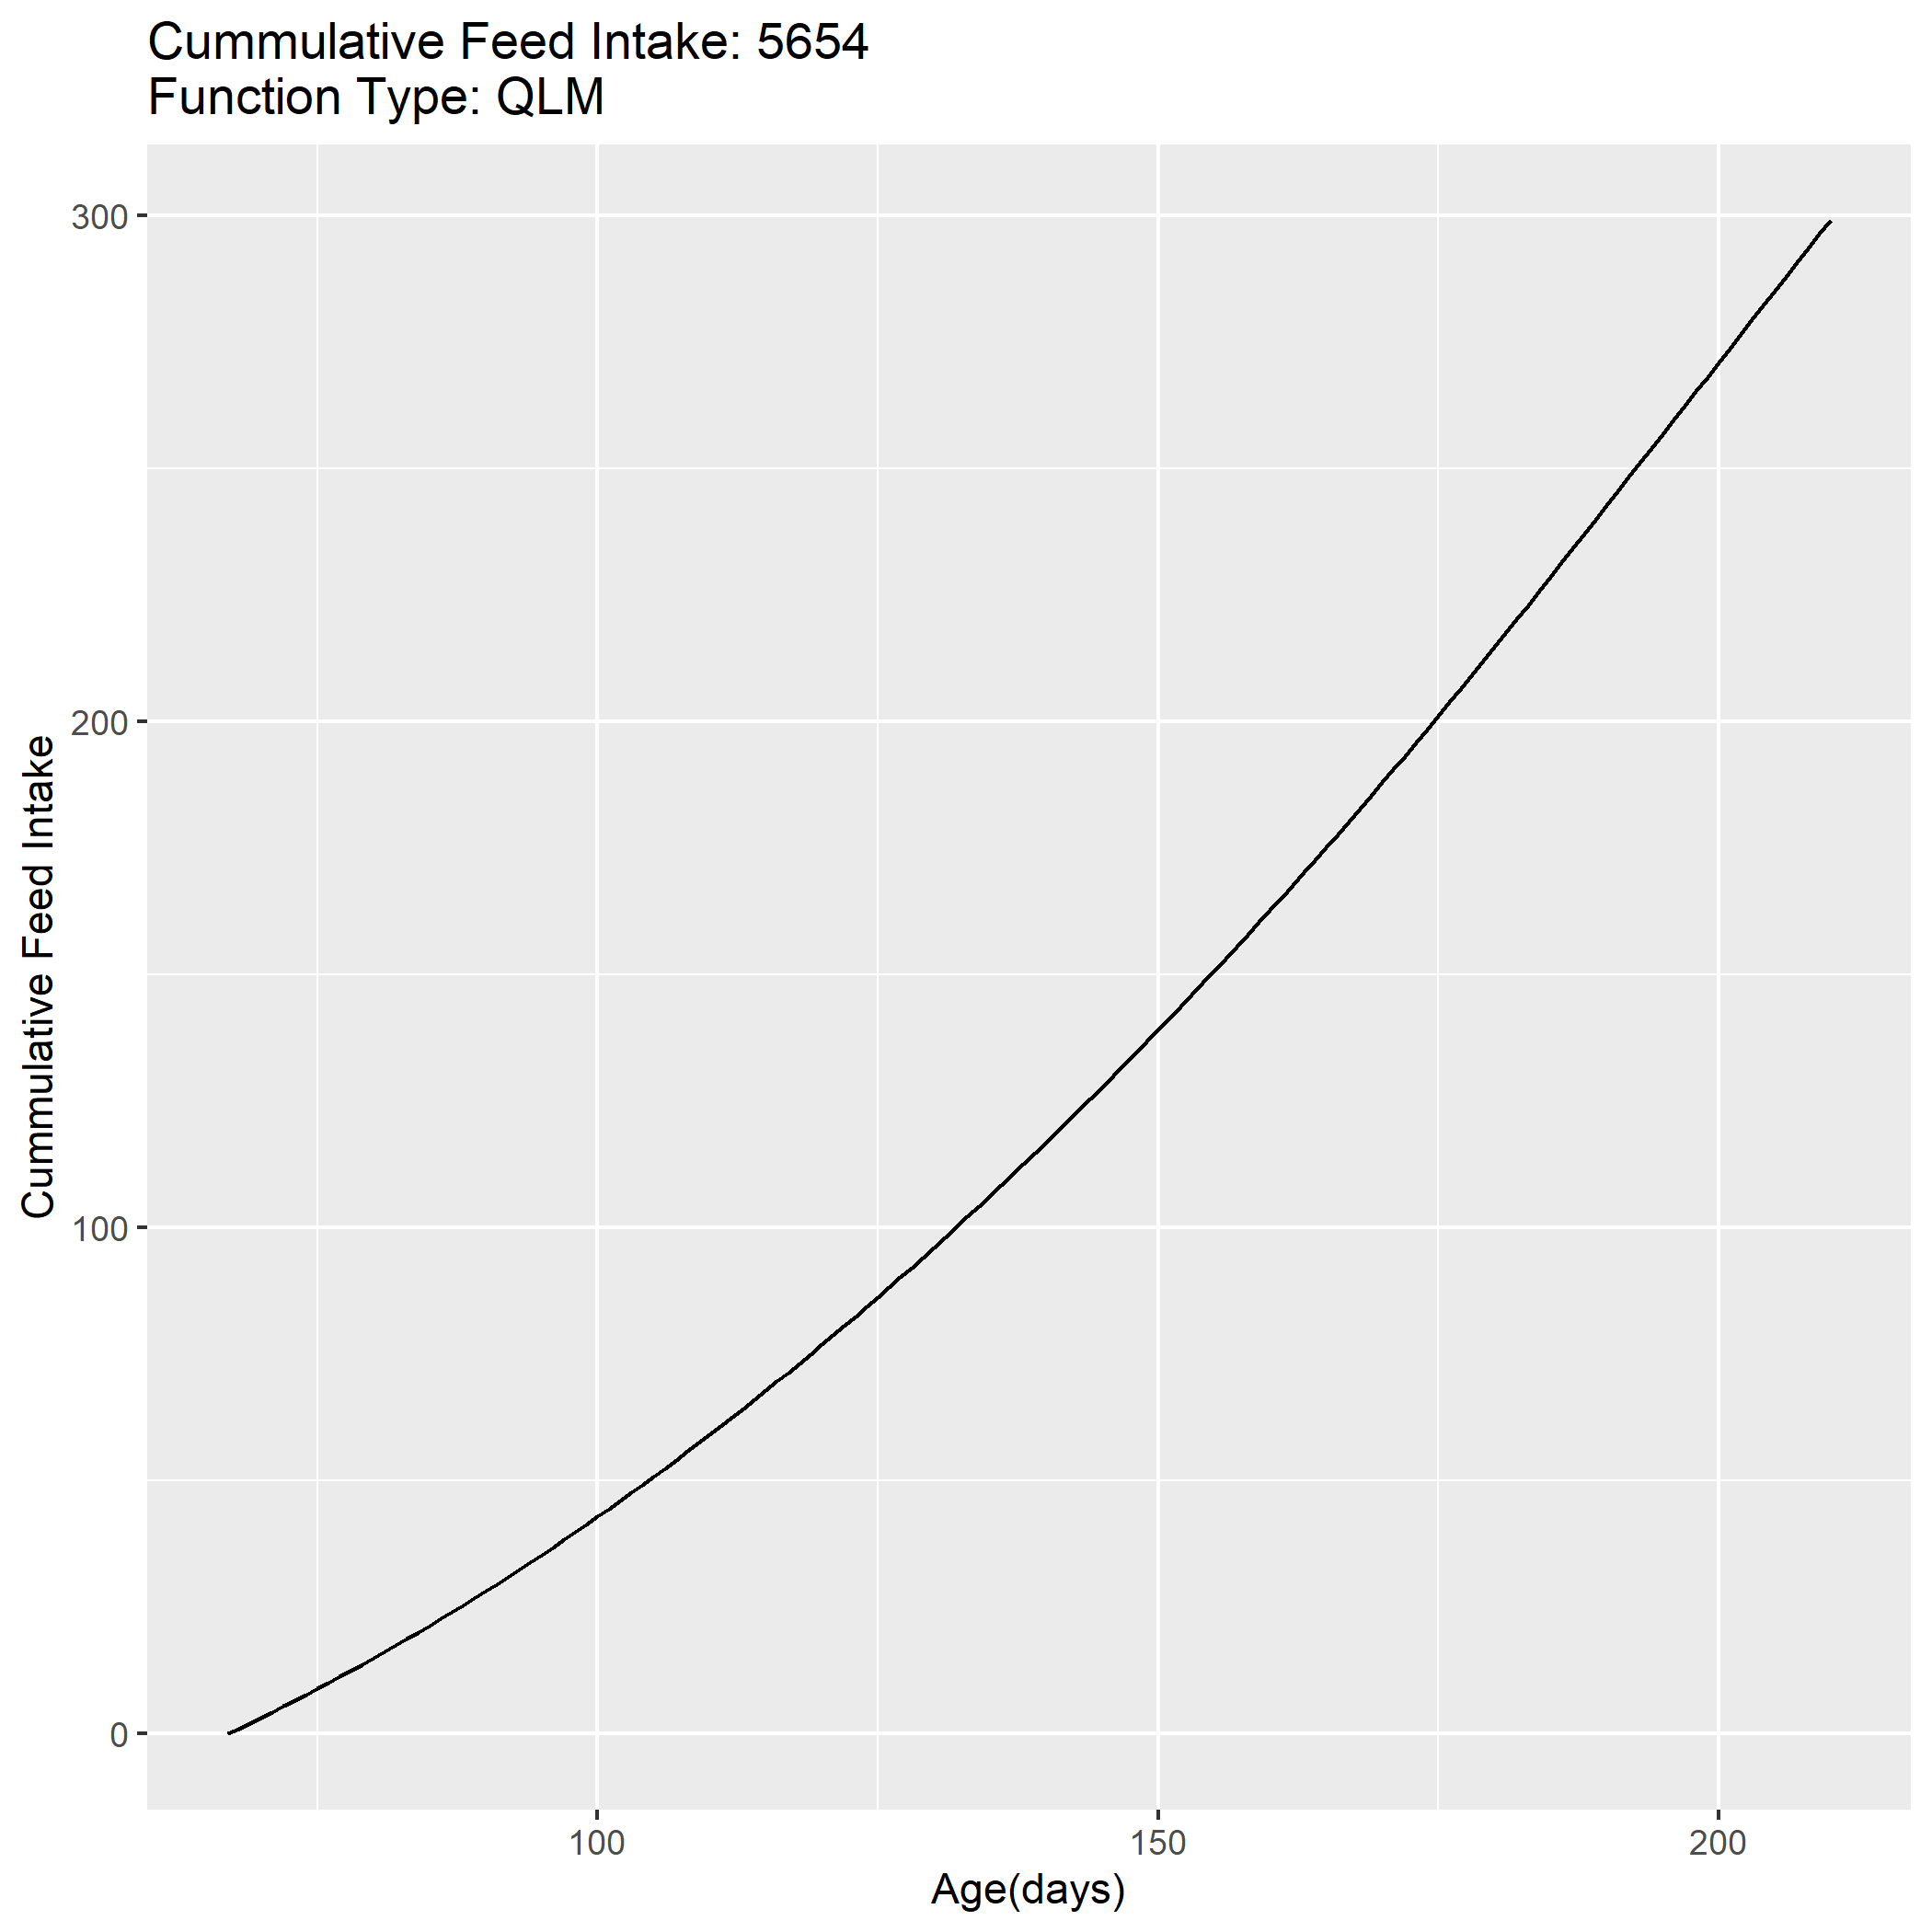 Cummulative Feed Intake: 5654
Function Type: QLM
300
200
100
0
Cummulative Feed Intake
100
150
200
Age(days)